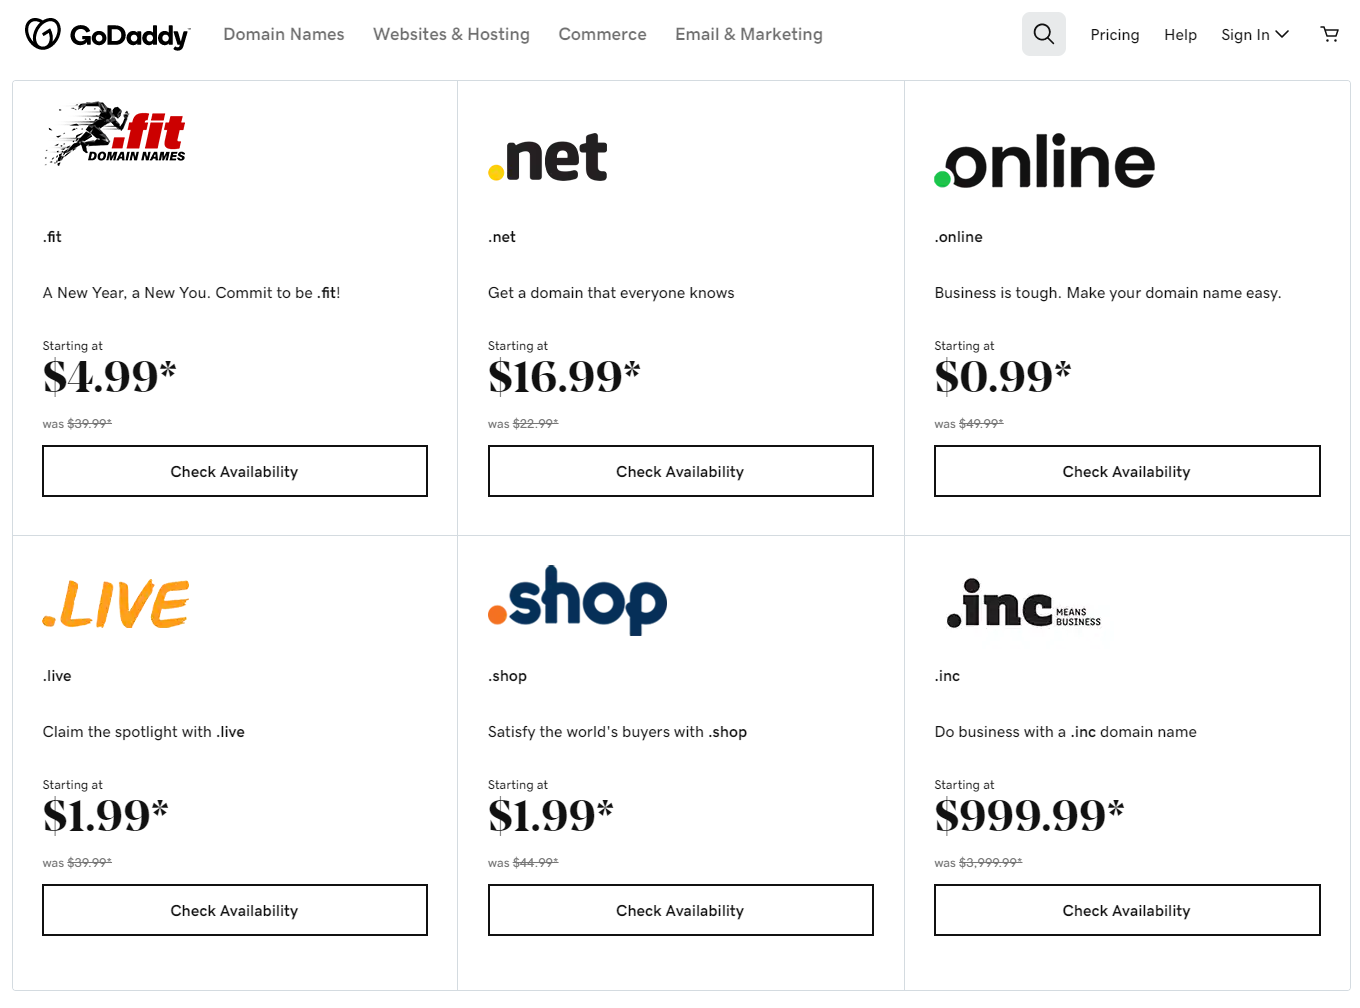 GoDaddy
Domain Names
Websites & Hosting
Commerce
Email & Marketing
Pricing
Help
Sign In
.fit
DOMAIN NAMES
.fit
A New Year, a New You. Commit to be .fit!
Starting at
$4.99*
was $39.99*
Check Availability
.net
.net
Get a domain that everyone knows
Starting at
$16.99*
was $22.99*
Check Availability
.online
.online
Business is tough. Make your domain name easy.
Starting at
$0.99*
was $49.99*
Check Availability
.LIVE
.live
Claim the spotlight with .live
Starting at
$1.99*
was $39.99*
Check Availability
.shop
.shop
Satisfy the world's buyers with .shop
Starting at
$1.99*
was $44.99*
Check Availability
.inc
MEANS
BUSINESS
.inc
Do business with a .inc domain name
Starting at
$999.99*
was $3,999.99*
Check Availability